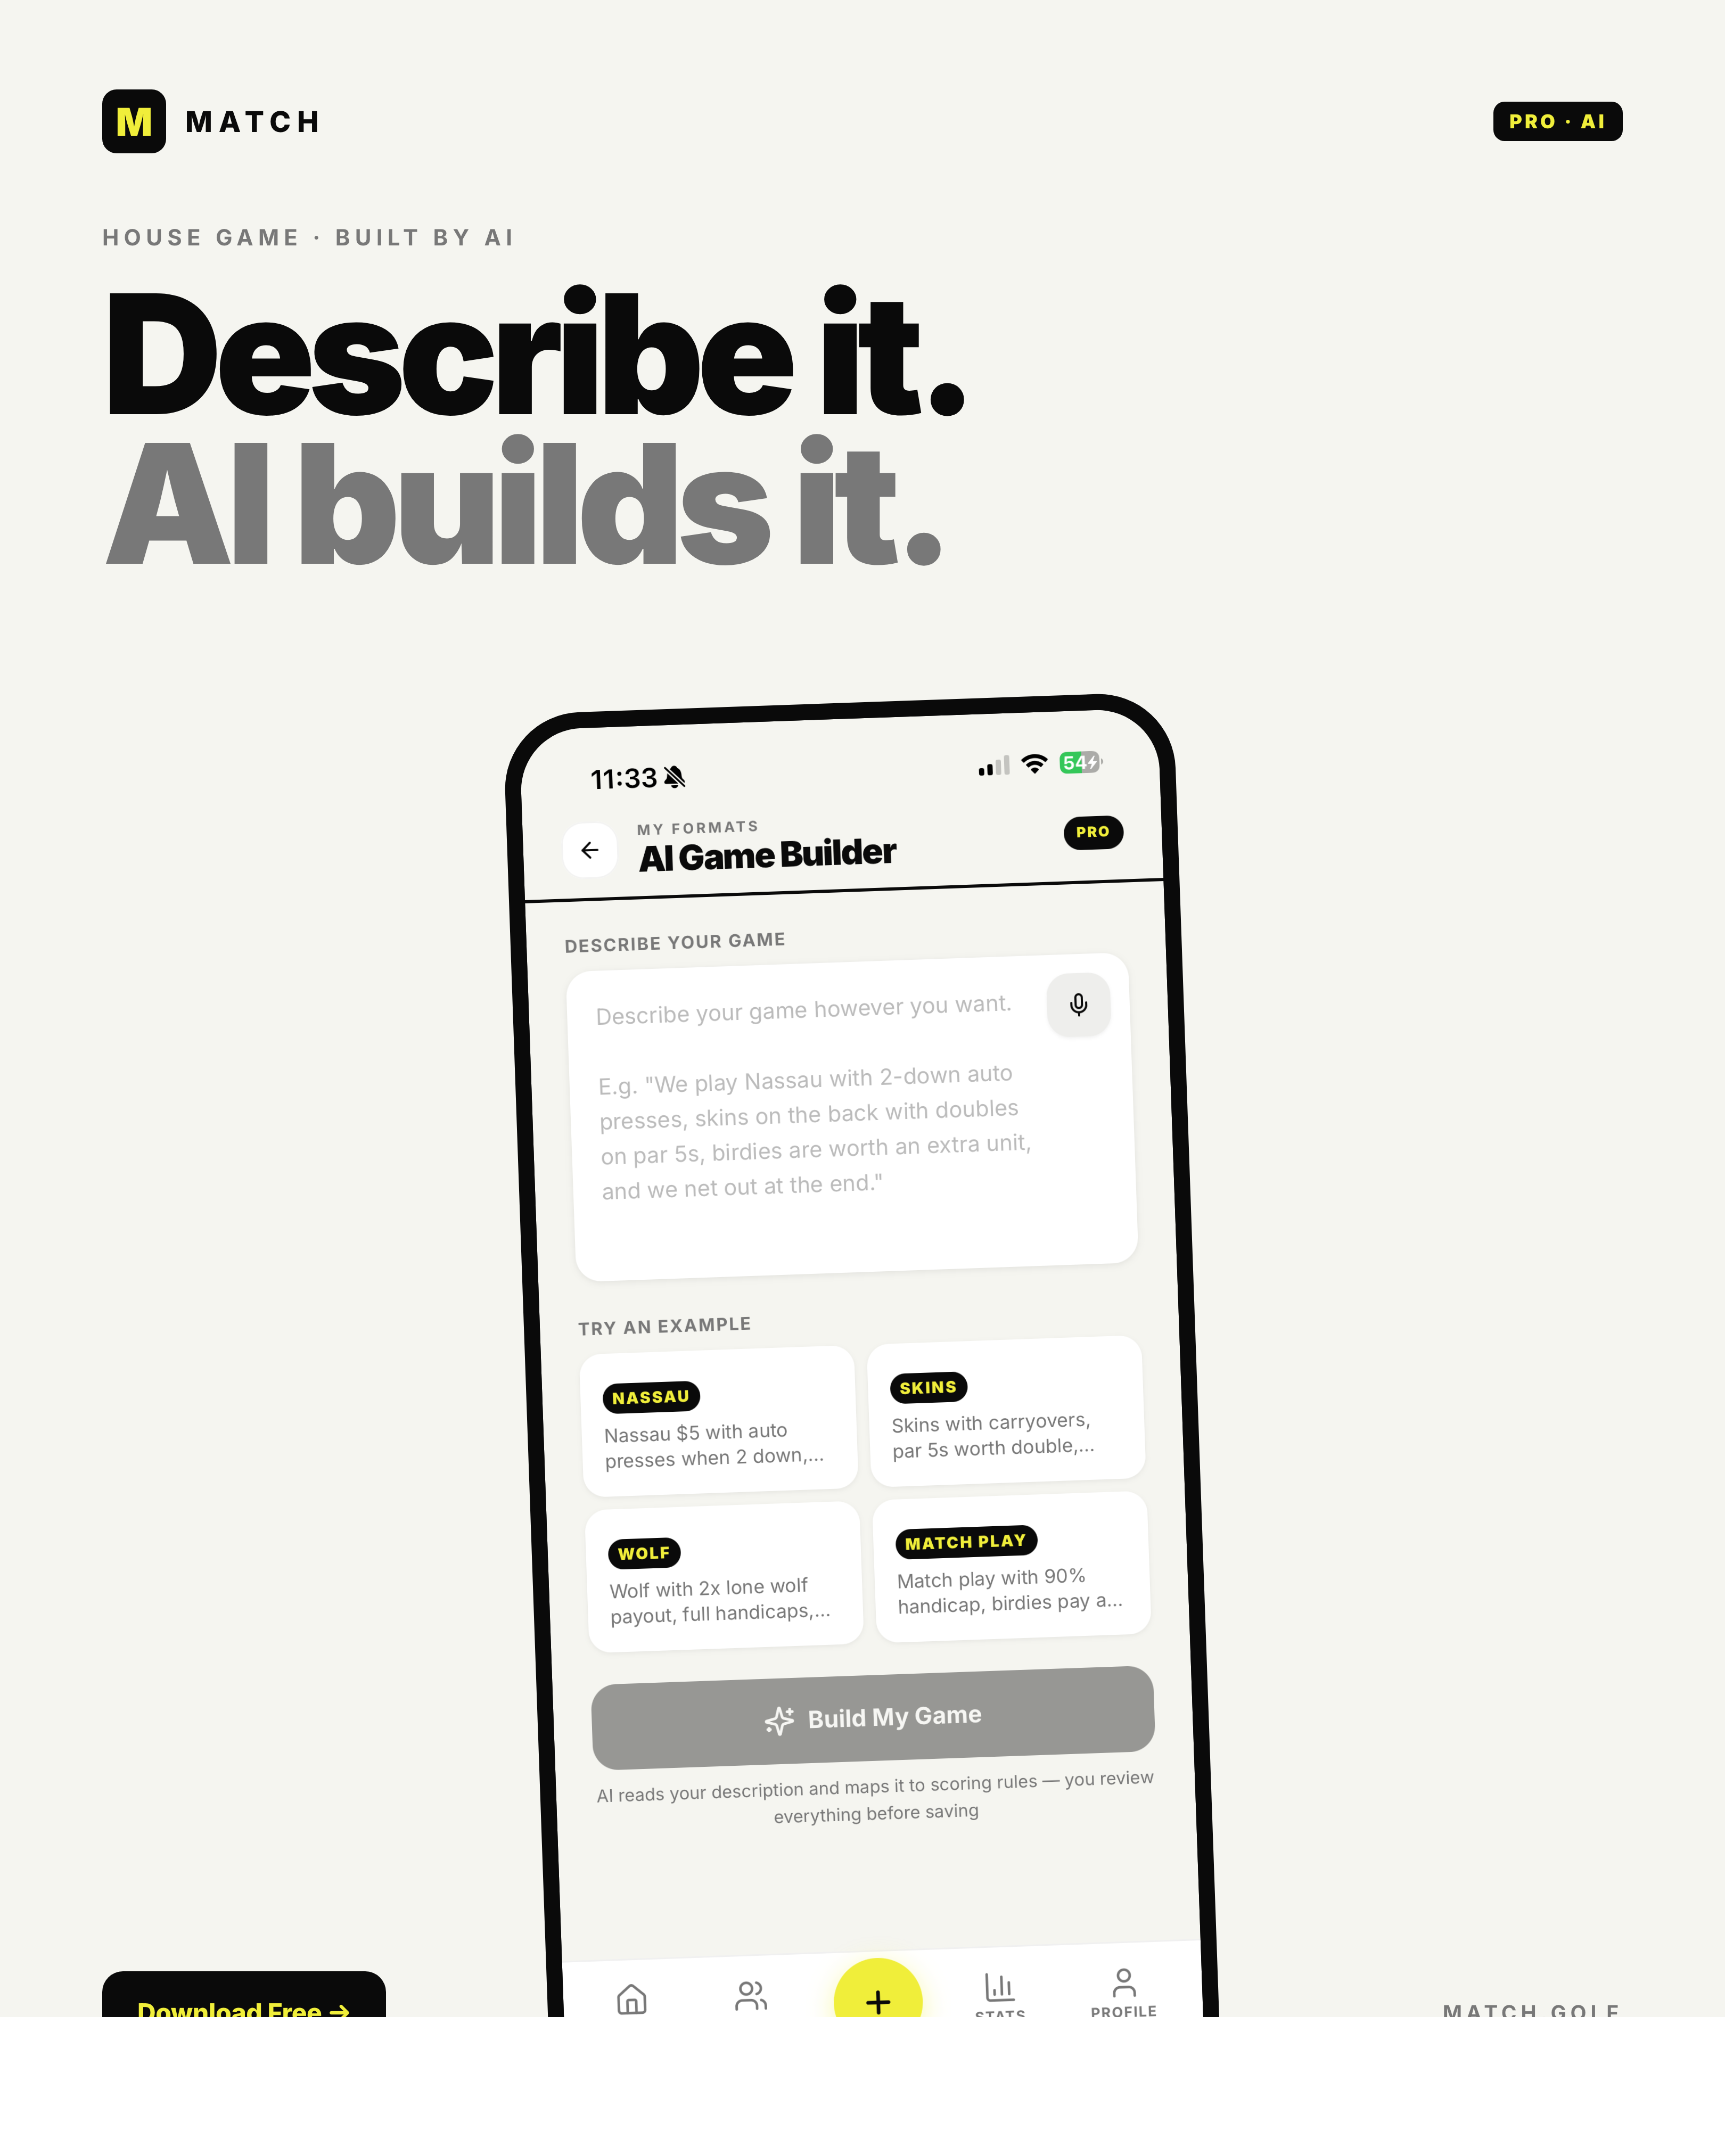 M MATCH
PRO · AI
HOUSE GAME · BUILT BY AI
Describe it.
AI builds it.
11:33
54
MY FORMATS
AI Game Builder
PRO
DESCRIBE YOUR GAME
Describe your game however you want.
E.g. "We play Nassau with 2-down auto
presses, skins on the back with doubles
on par 5s, birdies are worth an extra unit,
and we net out at the end."
TRY AN EXAMPLE
NASSAU
Nassau $5 with auto
presses when 2 down,...
SKINS
Skins with carryovers,
par 5s worth double,...
WOLF
Wolf with 2x lone wolf
payout, full handicaps,...
MATCH PLAY
Match play with 90%
handicap, birdies pay a...
Build My Game
AI reads your description and maps it to scoring rules — you review
everything before saving
STATS
PROFILE
Download Free →
MATCH GOLF